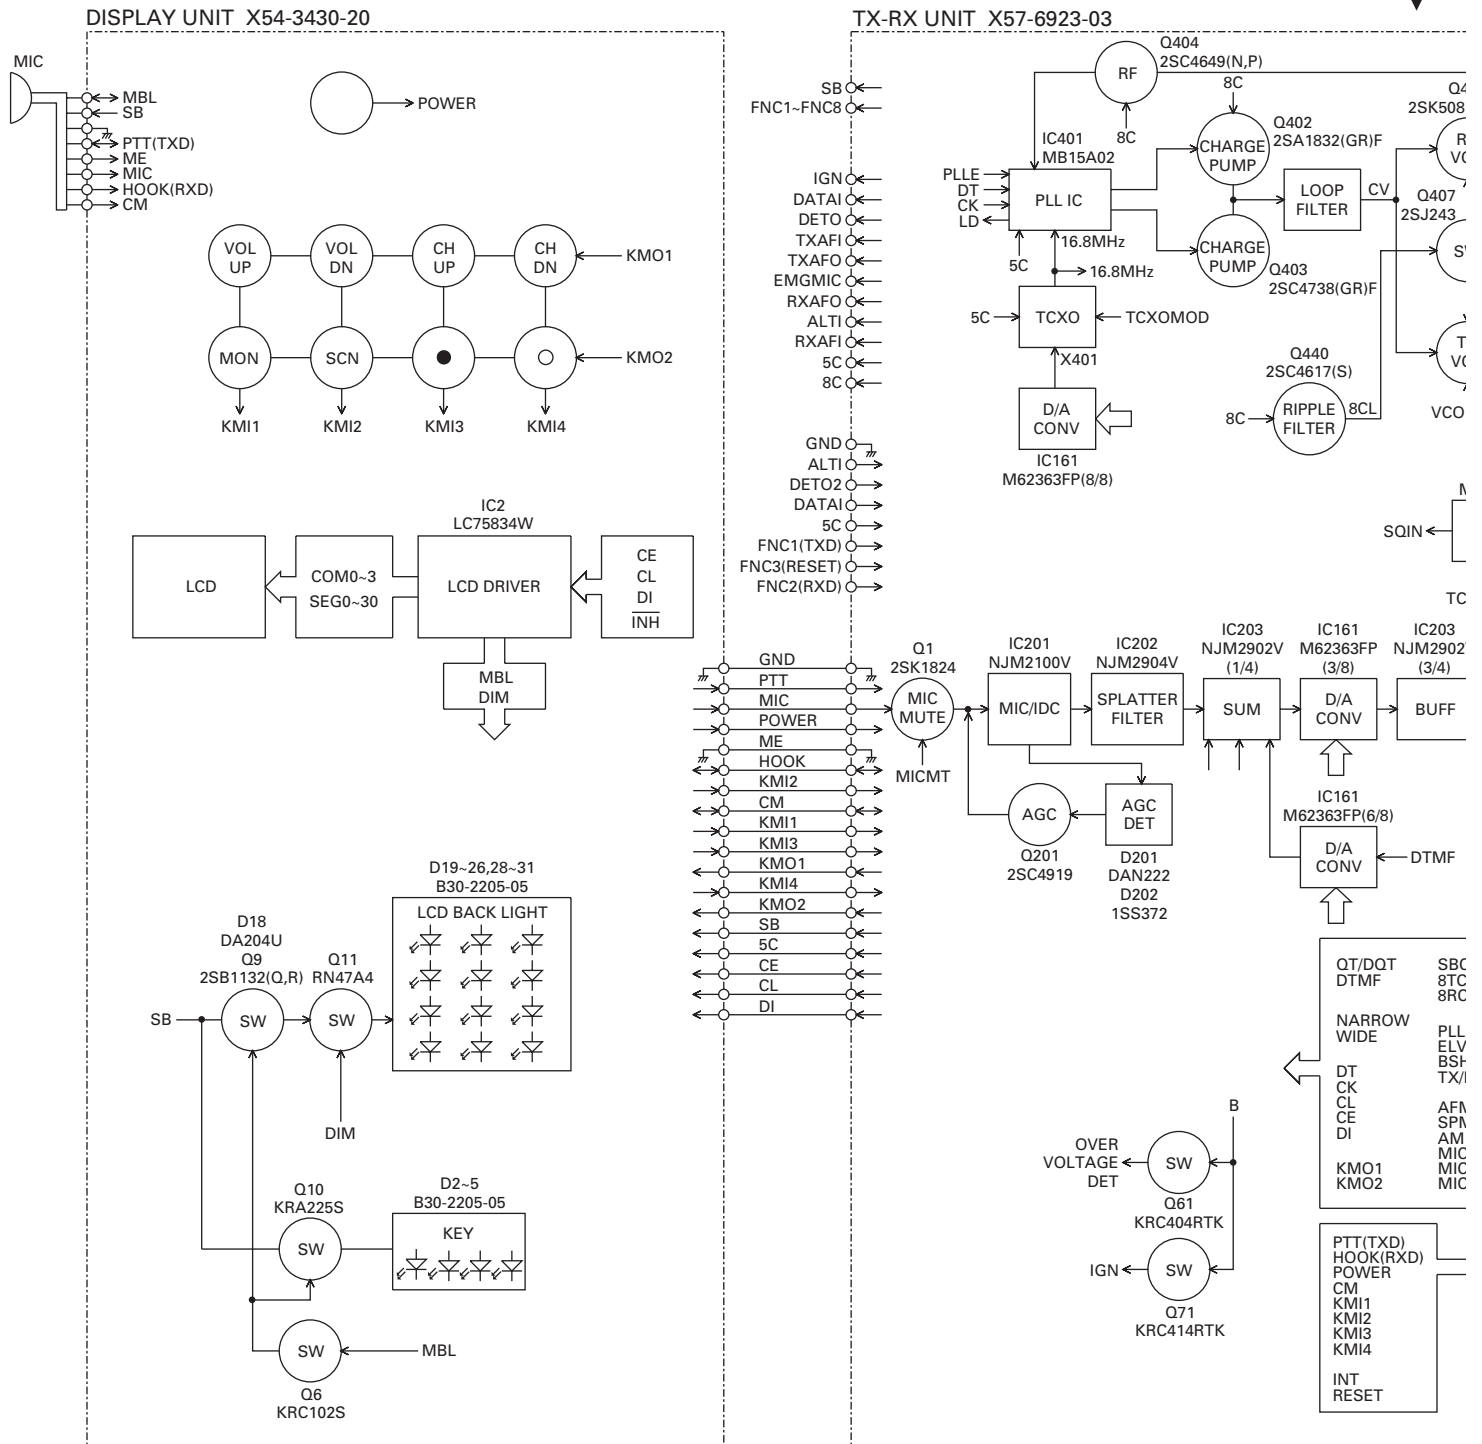 DISPLAY UNIT X54-3430-20
MIC
MBL
SB
PTT(TXD)
ME
MIC
HOOK(RXD)
CM
POWER
VOL
UP
VOL
DN
CH
UP
CH
DN
KMO1
MON
SCN
KMO2
KMI1
KMI2
KMI3
KMI4
IC2
LC75834W
LCD
COM0~3
SEG0~30
LCD DRIVER
CE
CL
DI
INH
MBL
DIM
D19~26,28~31
B30-2205-05
LCD BACK LIGHT
D18
DA204U
Q9
2SB1132(Q,R)
Q11
RN47A4
SB
SW
SW
DIM
Q10
KRA225S
SW
D2~5
B30-2205-05
KEY
SW
MBL
Q6
KRC102S
TX-RX UNIT X57-6923-03
SB
FNC1~FNC8
IGN
DATAI
DETO
TXAFI
TXAFO
EMGMIC
RXAFO
ALTI
RXAFI
5C
8C
GND
ALTI
DETO2
DATAI
5C
FNC1(TXD)
FNC3(RESET)
FNC2(RXD)
GND
PTT
MIC
POWER
ME
HOOK
KMI2
CM
KMI1
KMI3
KMO1
KMI4
KMO2
SB
5C
CE
CL
DI
Q404
2SC4649(N,P)
RF
8C
8C
IC401
MB15A02
PLLE
DT
CK
LD
PLL IC
5C
16.8MHz
16.8MHz
CHARGE
PUMP
Q402
2SA1832(GR)F
CHARGE
PUMP
Q403
2SC4738(GR)F
LOOP
FILTER
CV
2SK508
Q407
2SJ243
5C
TCXO
TCXOMOD
X401
D/A
CONV
IC161
M62363FP(8/8)
Q440
2SC4617(S)
8C
RIPPLE
FILTER
8CL
VCO
SQIN
Q1
2SK1824
MIC
MUTE
MICMT
IC201
NJM2100V
MIC/IDC
IC202
NJM2904V
SPLATTER
FILTER
IC203
NJM2902V
(1/4)
SUM
IC161
M62363FP
(3/8)
D/A
CONV
IC203
(3/4)
BUFF
AGC
Q201
2SC4919
AGC
DET
D201
DAN222
D202
1SS372
IC161
M62363FP(6/8)
D/A
CONV
DTMF
QT/DQT
DTMF
NARROW
WIDE
DT
CK
CL
CE
DI
KMO1
KMO2
B
OVER
VOLTAGE
DET
SW
Q61
KRC404RTK
IGN
SW
Q71
KRC414RTK
PTT(TXD)
HOOK(RXD)
POWER
CM
KMI1
KMI2
KMI3
KMI4
INT
RESET